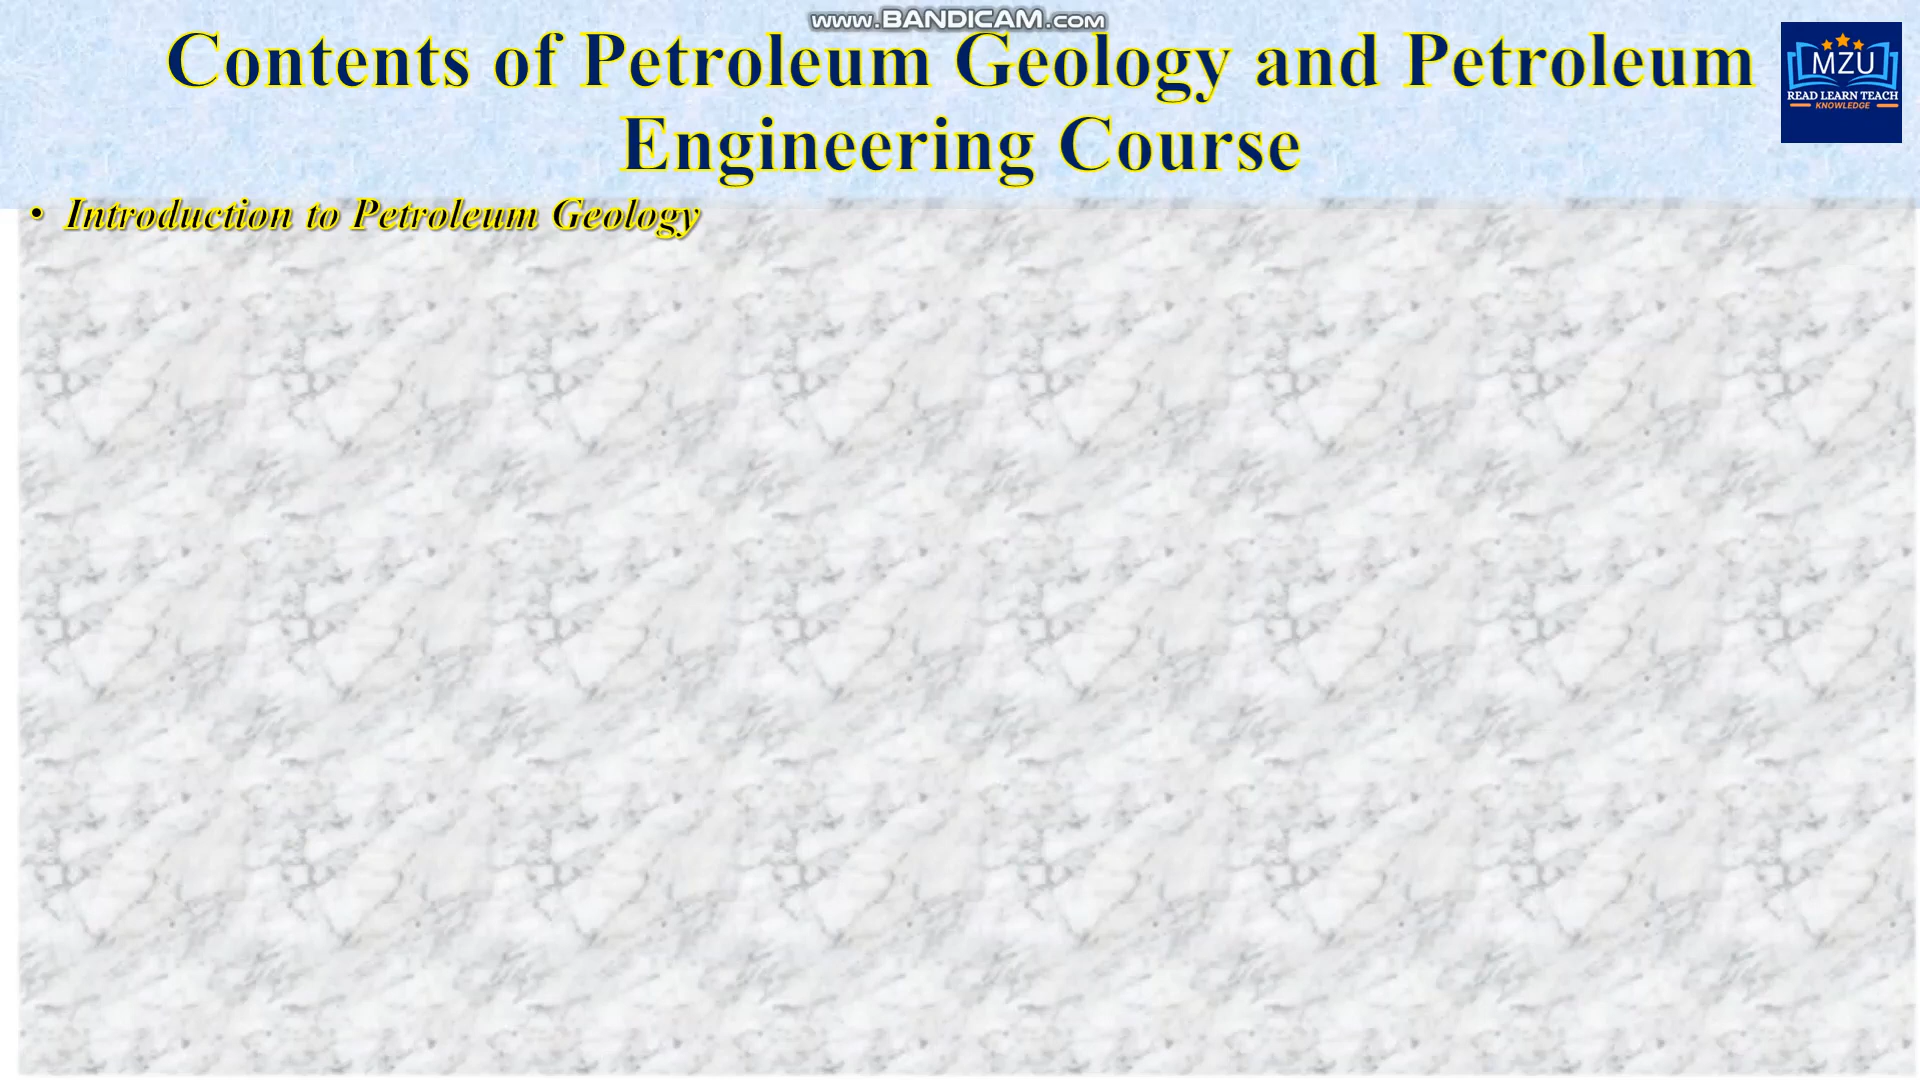 www.BANDICAM.com
Contents of Petroleum Geology and Petroleum
Engineering Course
MZU
READ LEARN TEACH
KNOWLEDGE
• Introduction to Petroleum Geology